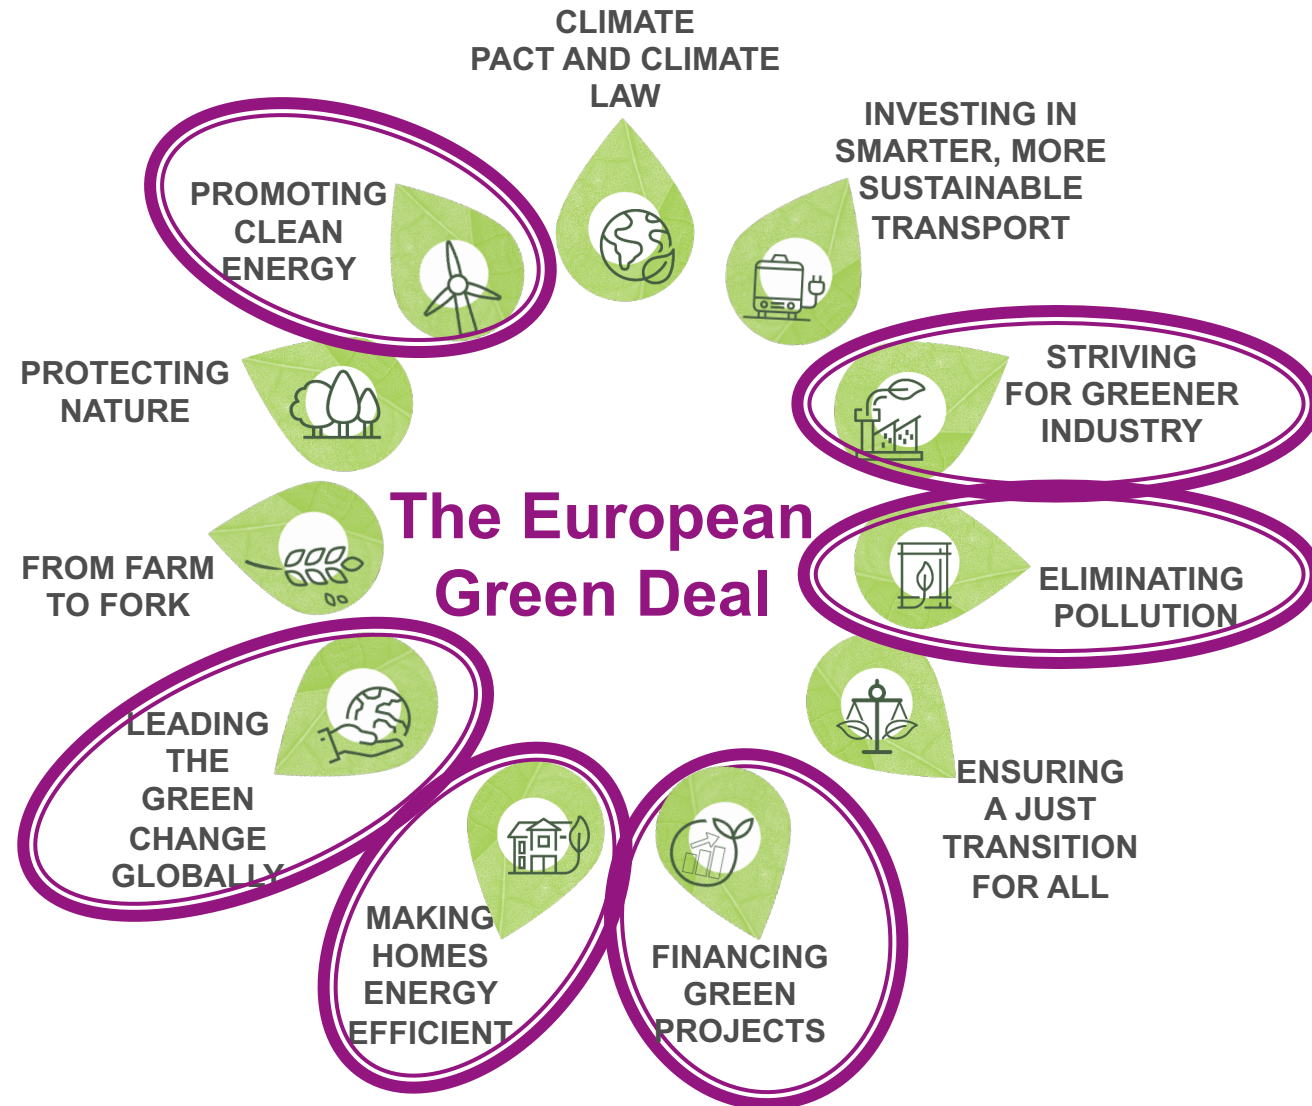 CLIMATE
PACT AND CLIMATE
LAW
INVESTING IN
SMARTER, MORE
SUSTAINABLE
TRANSPORT
PROMOTING
CLEAN
ENERGY
STRIVING
FOR GREENER
INDUSTRY
PROTECTING
NATURE
The European
Green Deal
FROM FARM
TO FORK
ELIMINATING
POLLUTION
LEADING
THE
GREEN
CHANGE
GLOBALLY
ENSURING
A JUST
TRANSITION
FOR ALL
MAKING
HOMES
ENERGY
EFFICIENT
FINANCING
GREEN
PROJECTS